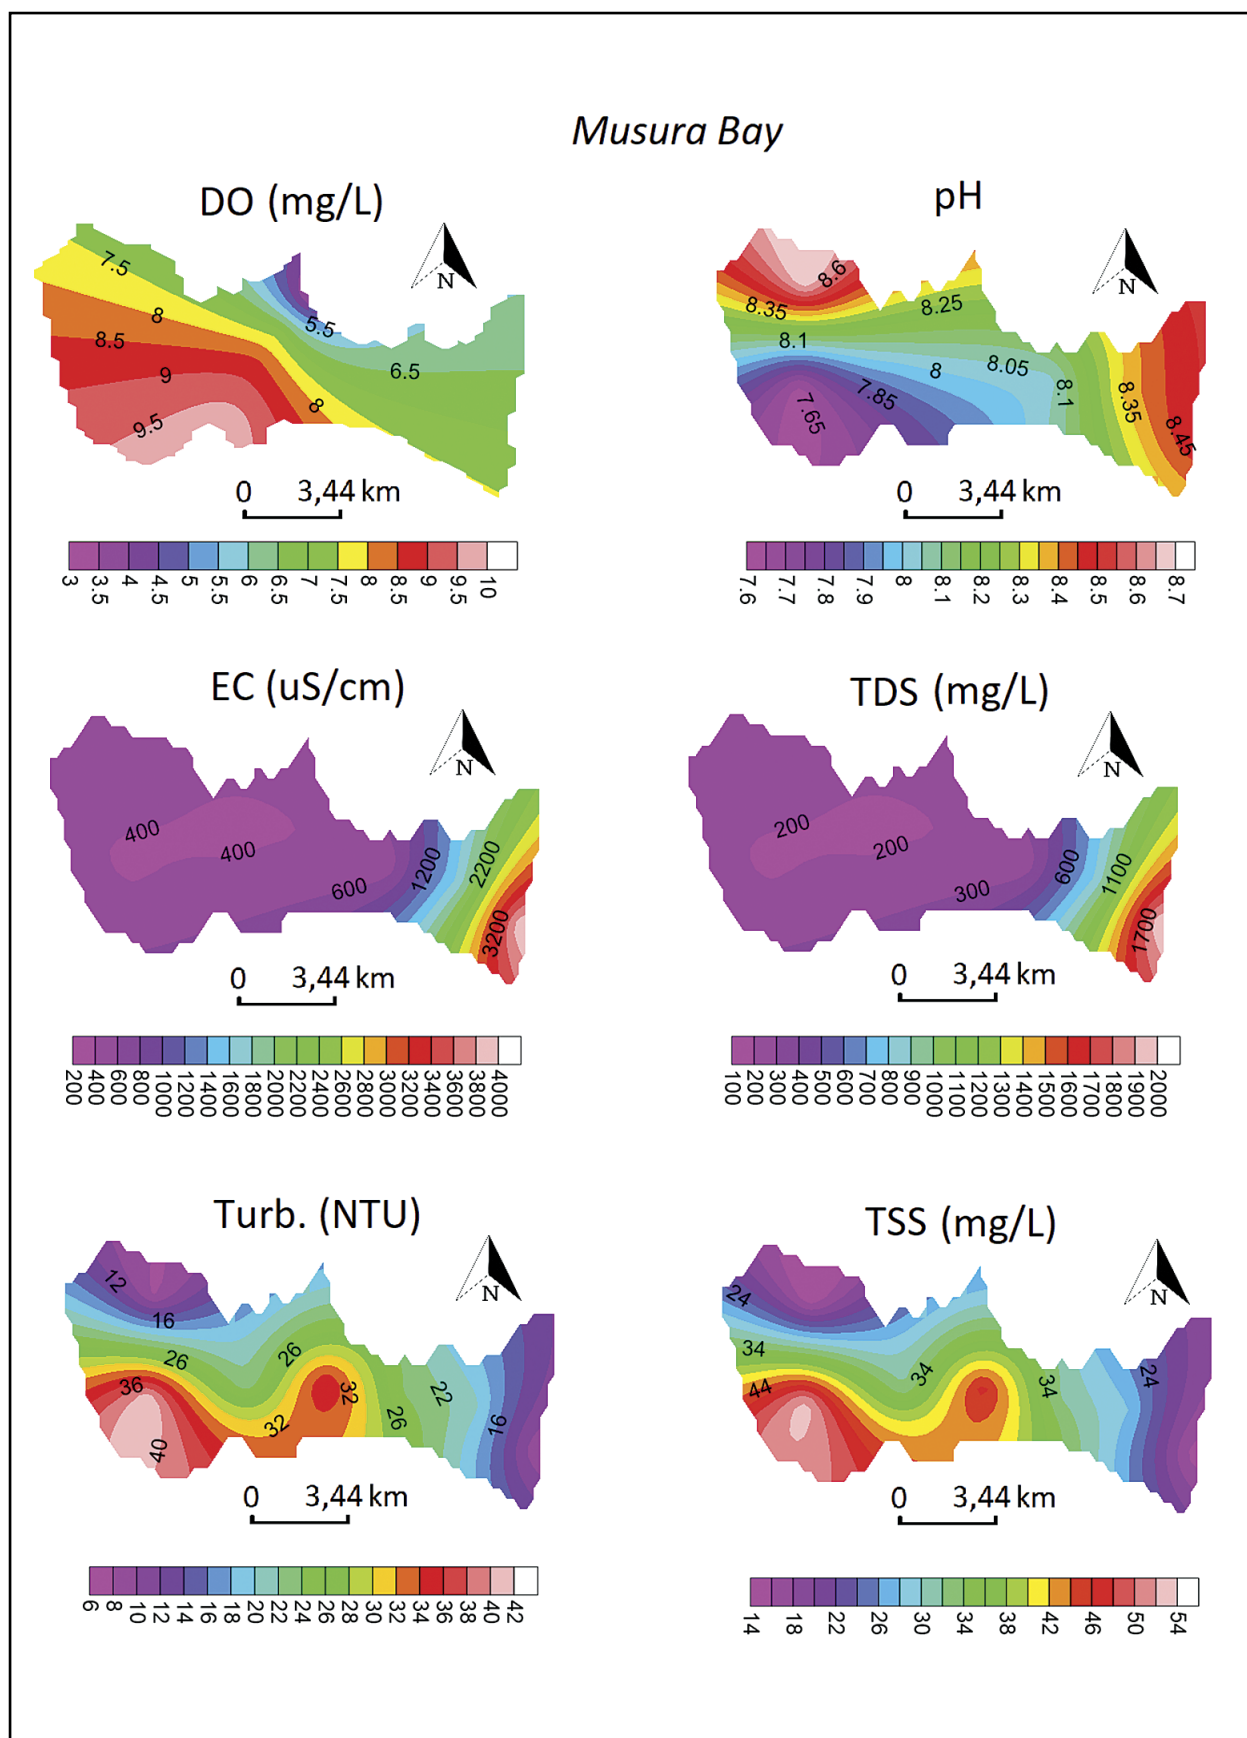 Musura Bay
DO (mg/L)
7.5
8
8.5
9
9.5
8
5.5
6.5
N
0 3,44 km
3 3.5 4 4.5 5 5.5 6 6.5 7 7.5 8 8.5 9 9.5 10
pH
8.6
8.35
8.25
8.1
8.05
8
7.85
7.65
8.1
8.35
8.45
N
0 3,44 km
7.6 7.7 7.8 7.9 8 8.1 8.2 8.3 8.4 8.5 8.6 8.7
EC (uS/cm)
400
400
600
1200
2200
3200
N
0 3,44 km
200 400 600 800 1000 1200 1400 1600 1800 2000 2200 2400 2600 2800 3000 3200 3400 3600 3800 4000
TDS (mg/L)
200
200
300
600
1100
1700
N
0 3,44 km
100 200 300 400 500 600 700 800 900 1000 1100 1200 1300 1400 1500 1600 1700 1800 1900 2000
Turb. (NTU)
12
16
26
26
36
40
32
32
26
22
16
N
0 3,44 km
6 8 10 12 14 16 18 20 22 24 26 28 30 32 34 36 38 40 42
TSS (mg/L)
24
34
44
34
34
24
N
0 3,44 km
14 18 22 26 30 34 38 42 46 50 54